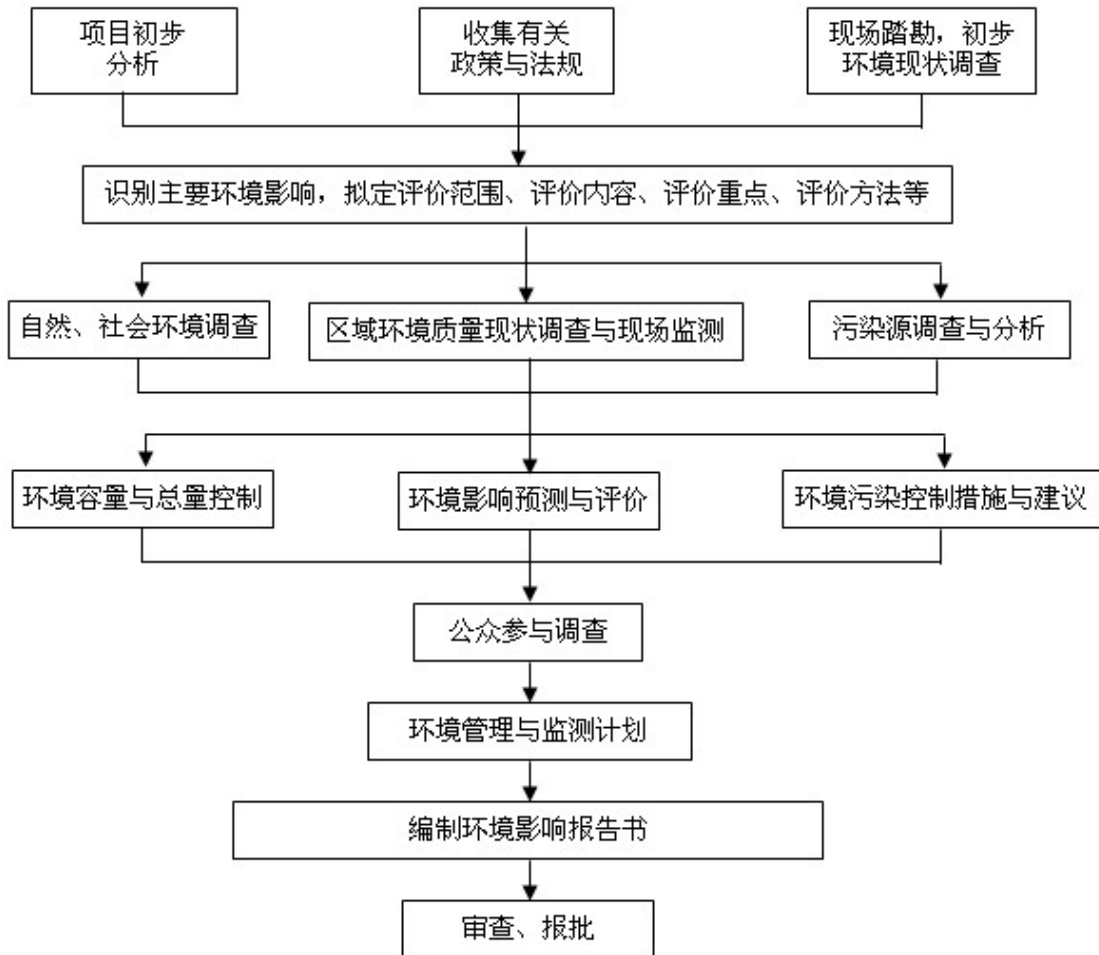 项目初步
分析
收集有关
政策与法规
现场踏勘，初步
环境现状调查
识别主要环境影响，拟定评价范围、评价内容、评价重点、评价方法等
自然、社会环境调查
区域环境质量现状调查与现场监测
污染源调查与分析
环境容量与总量控制
环境影响预测与评价
环境污染控制措施与建议
公众参与调查
环境管理与监测计划
编制环境影响报告书
审查、报批